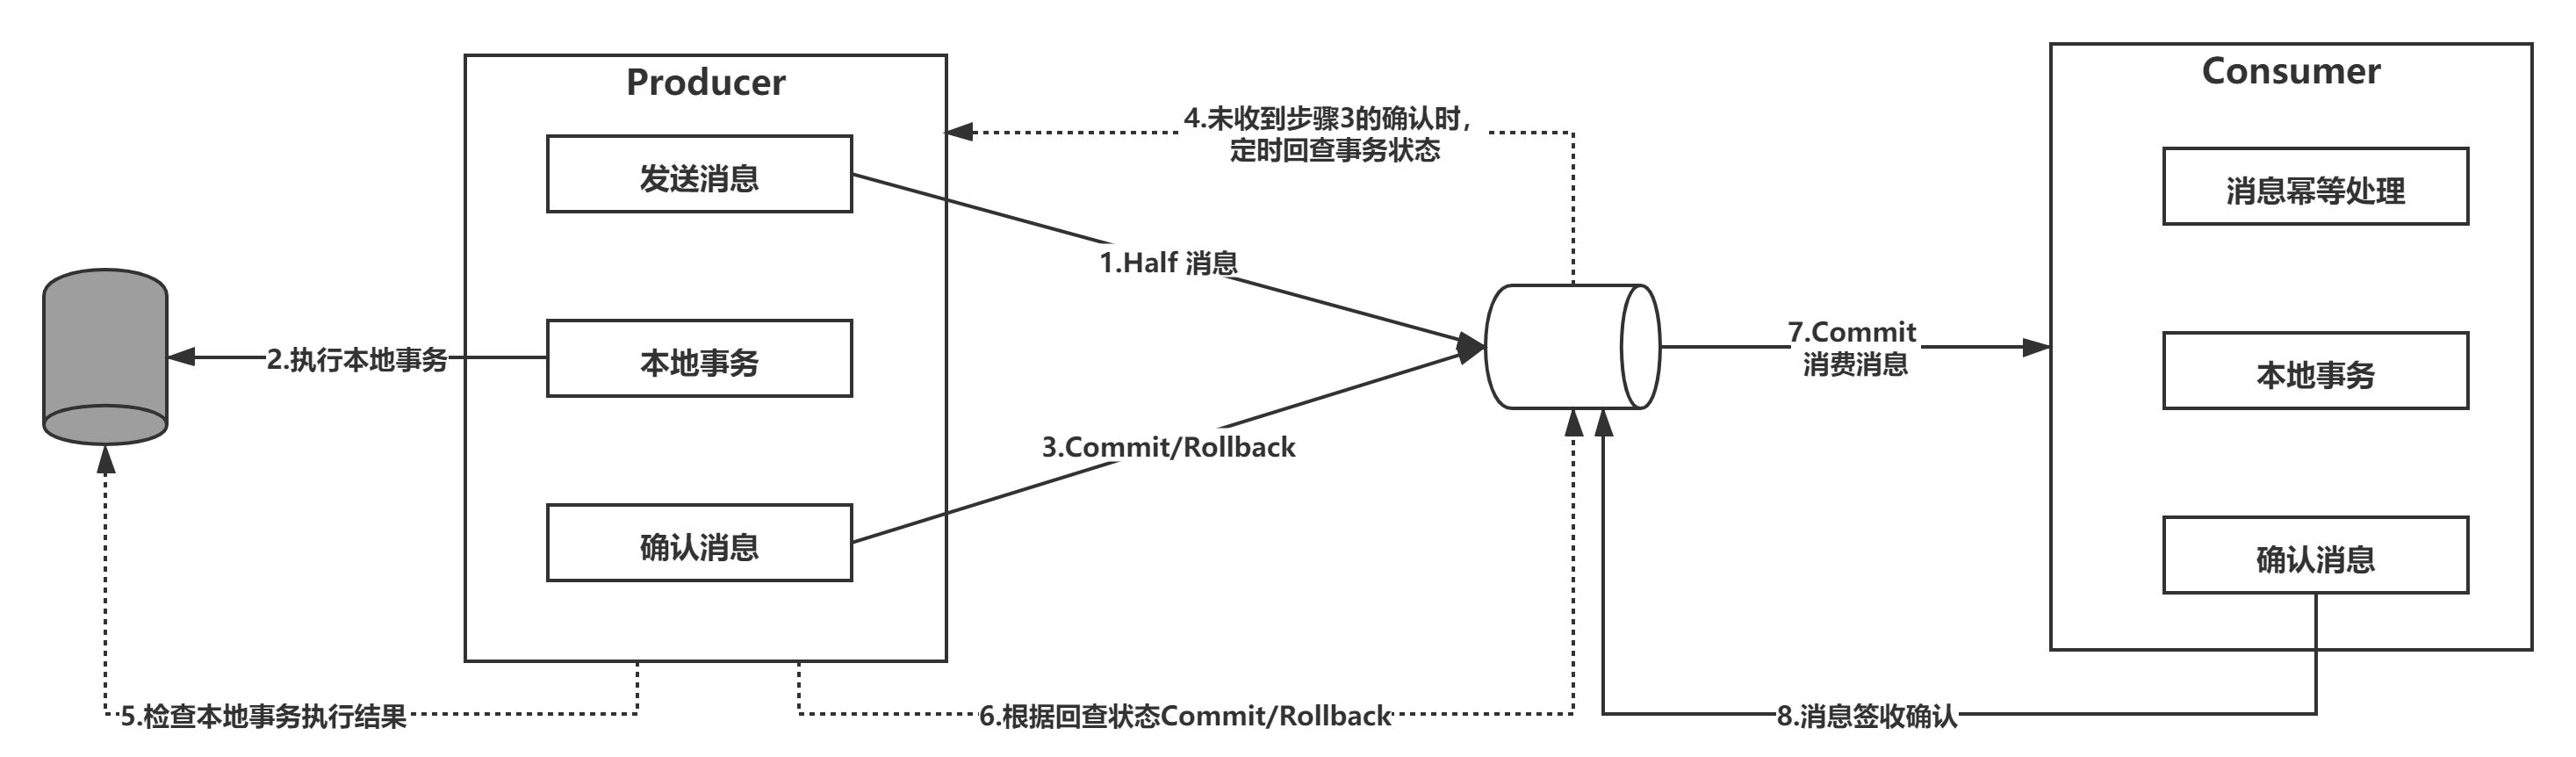 Producer
发送消息
本地事务
确认消息
1.Half 消息
2.执行本地事务
3.Commit/Rollback
4.未收到步骤3的确认时，
定时回查事务状态
5.检查本地事务执行结果
6.根据回查状态Commit/Rollback
7.Commit
消费消息
8.消息签收确认
Consumer
消息幂等处理
本地事务
确认消息